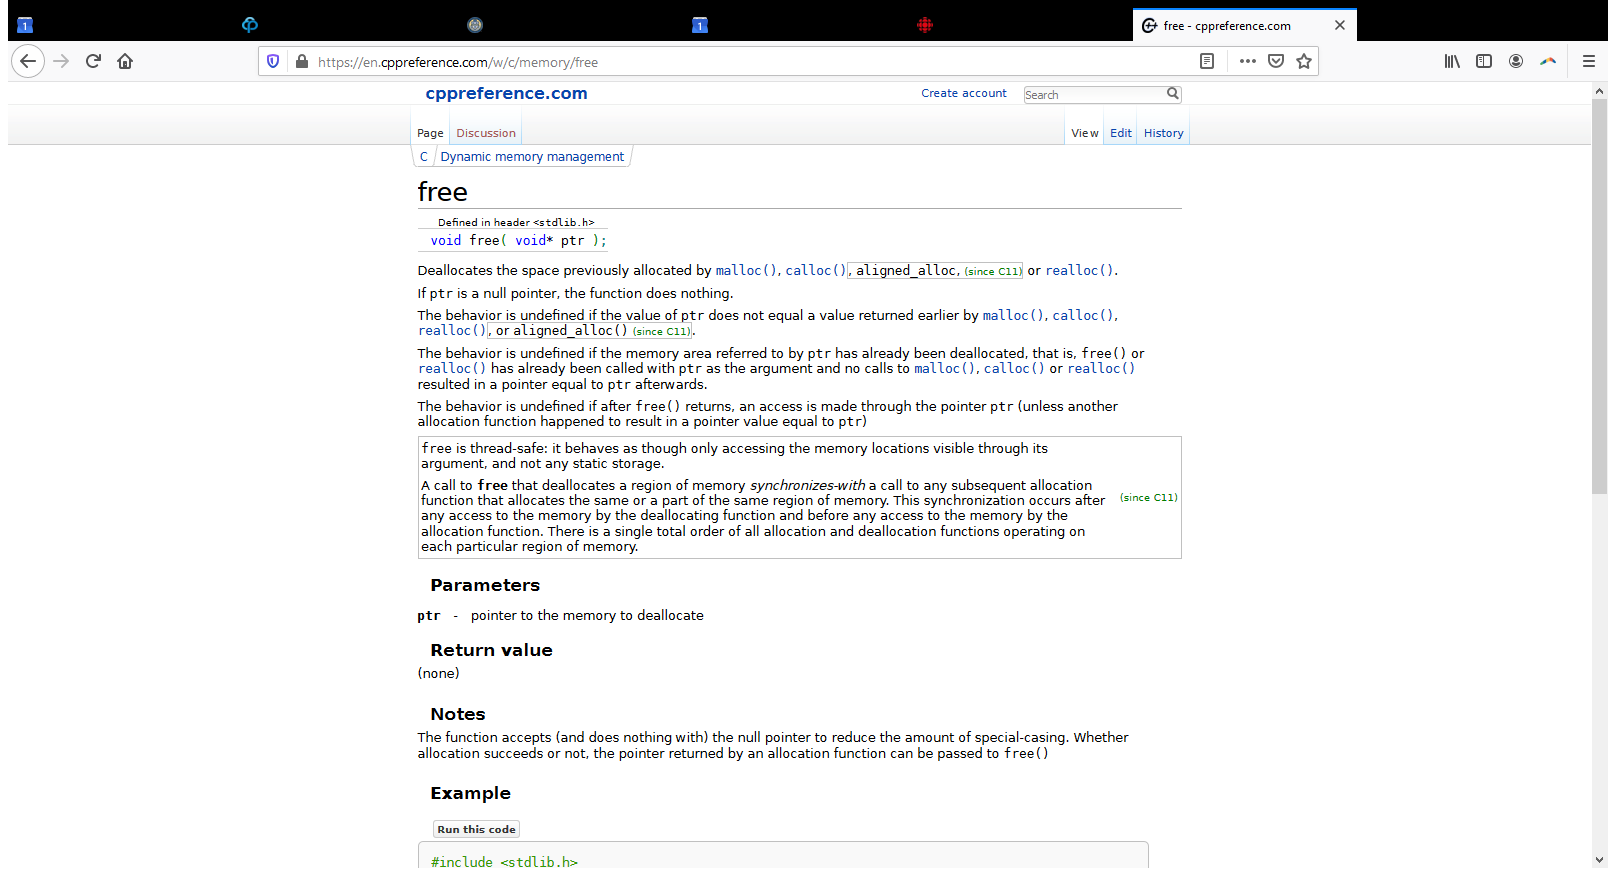 1
1
free - cppreference.com
https://en.cppreference.com/w/c/memory/free
cppreference.com
Create account
Search
Page
Discussion
View
Edit
History
C
Dynamic memory management
free
Defined in header <stdlib.h>
void free( void* ptr );
Deallocates the space previously allocated by malloc(), calloc(), aligned_alloc, (since C11) or realloc().
If ptr is a null pointer, the function does nothing.
The behavior is undefined if the value of ptr does not equal a value returned earlier by malloc(), calloc(),
realloc(), or aligned_alloc() (since C11).
The behavior is undefined if the memory area referred to by ptr has already been deallocated, that is, free() or
realloc() has already been called with ptr as the argument and no calls to malloc(), calloc() or realloc()
resulted in a pointer equal to ptr afterwards.
The behavior is undefined if after free() returns, an access is made through the pointer ptr (unless another
allocation function happened to result in a pointer value equal to ptr)
free is thread-safe: it behaves as though only accessing the memory locations visible through its
argument, and not any static storage.
A call to free that deallocates a region of memory synchronizes-with a call to any subsequent allocation
function that allocates the same or a part of the same region of memory. This synchronization occurs after
any access to the memory by the deallocating function and before any access to the memory by the
allocation function. There is a single total order of all allocation and deallocation functions operating on
each particular region of memory.
(since C11)
Parameters
ptr - pointer to the memory to deallocate
Return value
(none)
Notes
The function accepts (and does nothing with) the null pointer to reduce the amount of special-casing. Whether
allocation succeeds or not, the pointer returned by an allocation function can be passed to free()
Example
Run this code
#include <stdlib.h>